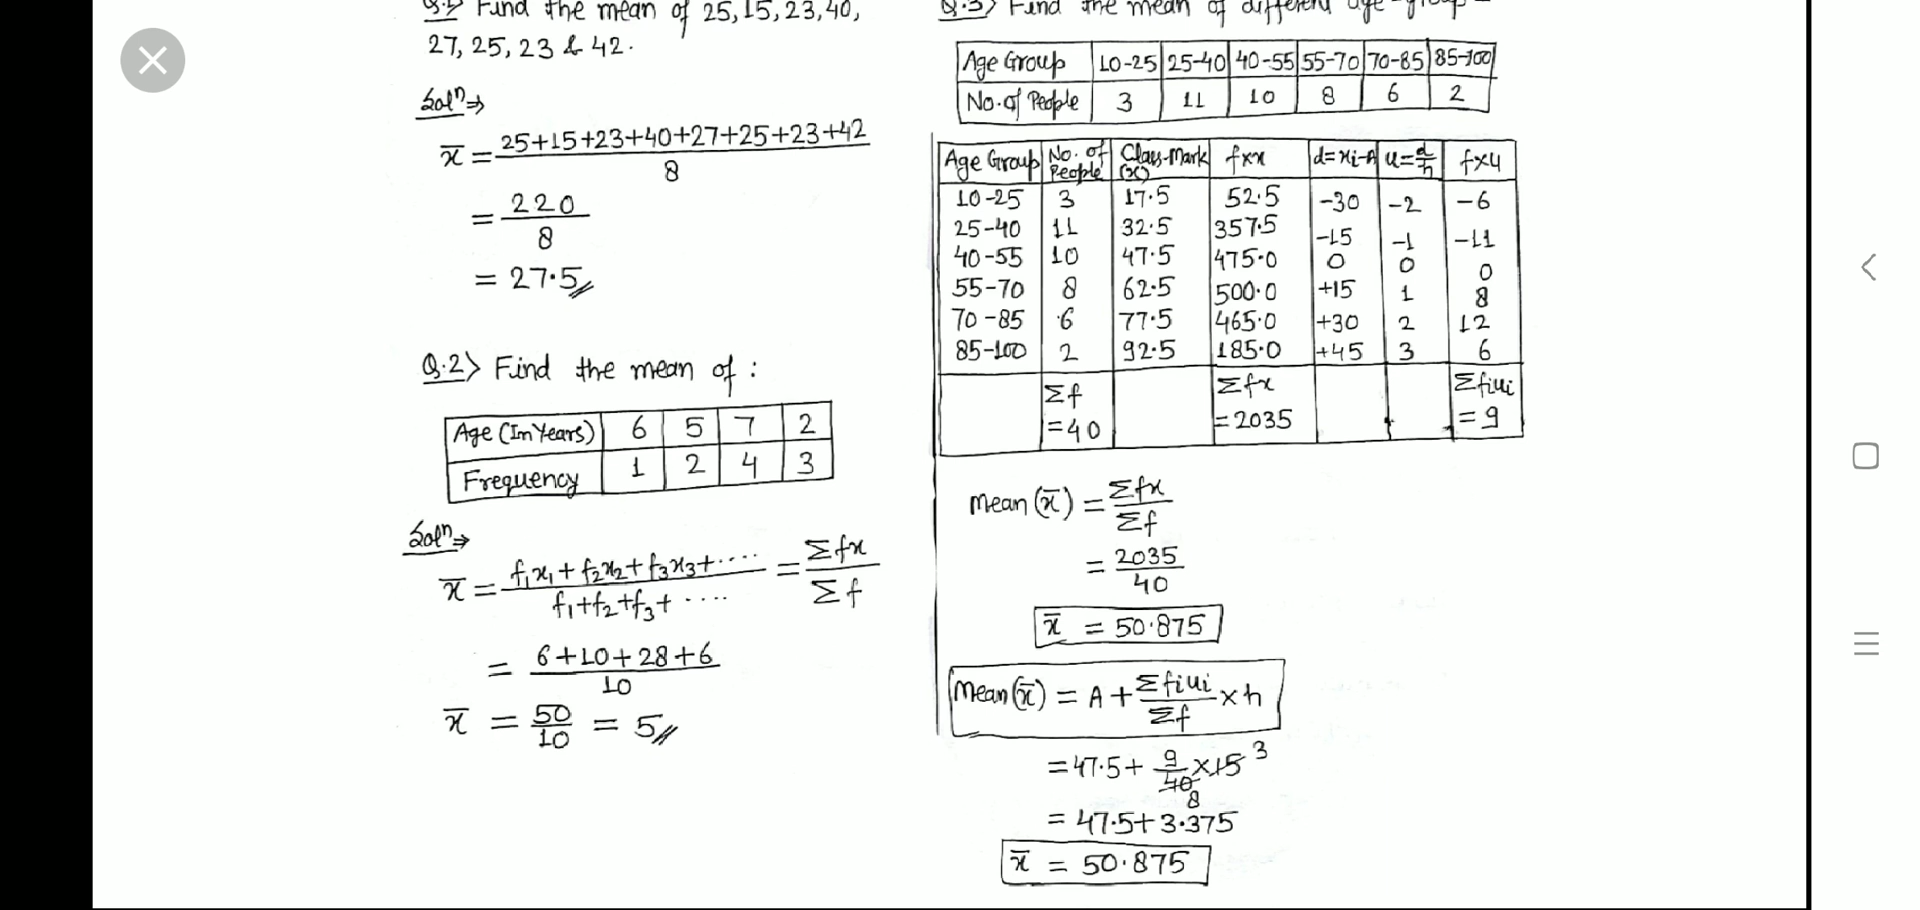 Q.1> Find the mean of 25, 15, 23, 40,
27, 25, 23 & 42.
Solⁿ⇒
x̄ = 25+15+23+40+27+25+23+42 / 8
= 220 / 8
= 27.5//
Q.2> Find the mean of :
Age (In Years) 6 5 7 2
Frequency 1 2 4 3
Solⁿ⇒
x̄ = f₁x₁ + f₂x₂ + f₃x₃ + .... / f₁+f₂+f₃+ .... = Σfx / Σf
= 6+10+28+6 / 10
x̄ = 50 / 10 = 5//
Q.3> Find the mean of different age-group -
Age Group 10-25 25-40 40-55 55-70 70-85 85-100
No. of People 3 11 10 8 6 2
Age Group No. of People Class-Mark (x) f×x d=xi-A u=d/h f×u
10-25 3 17.5 52.5 -30 -2 -6
25-40 11 32.5 357.5 -15 -1 -11
40-55 10 47.5 475.0 0 0 0
55-70 8 62.5 500.0 +15 1 8
70-85 6 77.5 465.0 +30 2 12
85-100 2 92.5 185.0 +45 3 6
Σf =40 Σfx =2035 Σfiui =9
Mean (x̄) = Σfx / Σf
= 2035 / 40
x̄ = 50.875
Mean (x̄) = A + Σfiui / Σf × h
= 47.5 + 9 / 40 × 15 3
8
= 47.5 + 3.375
x̄ = 50.875